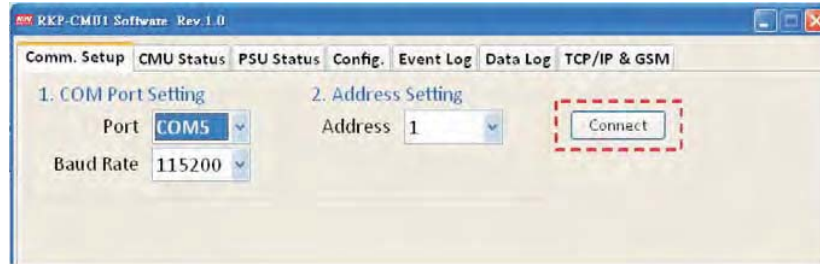 RKP-CMU1 Software Rev.1.0
Comm. Setup CMU Status PSU Status Config. Event Log Data Log TCP/IP & GSM
1. COM Port Setting 2. Address Setting
Port COM5 Address 1 Connect
Baud Rate 115200